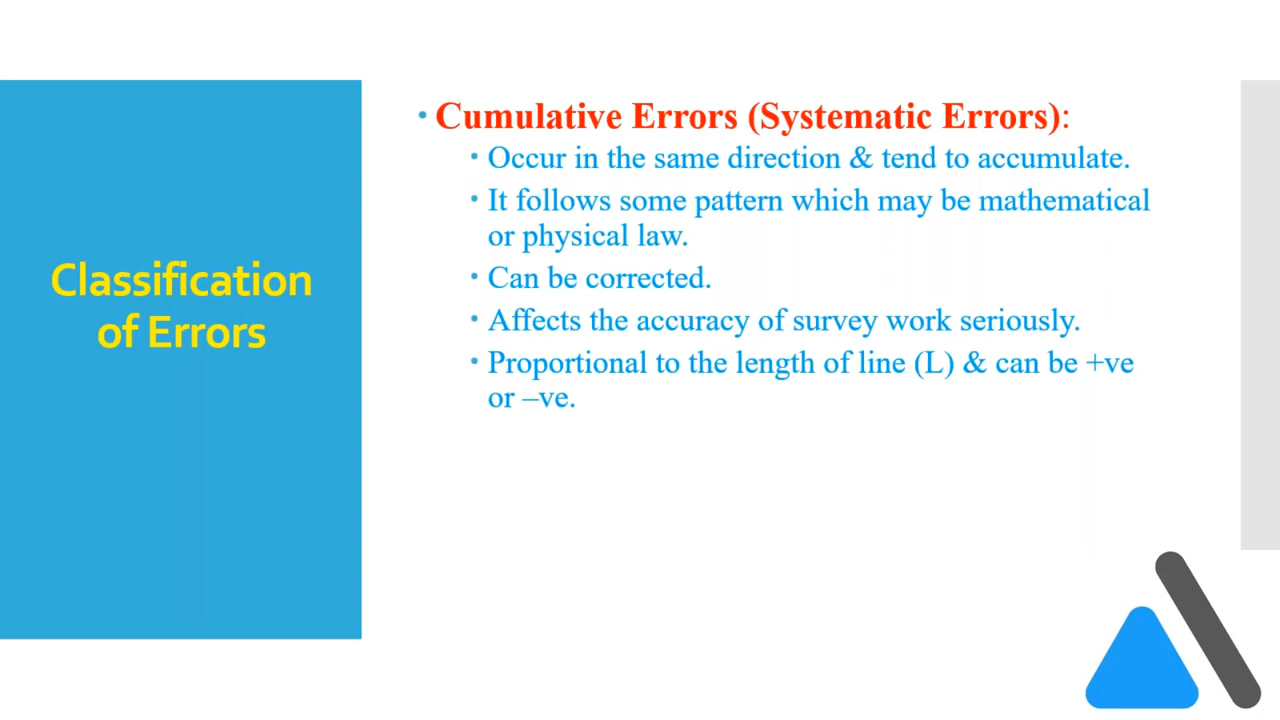 Classification
of Errors
• Cumulative Errors (Systematic Errors):
• Occur in the same direction & tend to accumulate.
• It follows some pattern which may be mathematical
or physical law.
• Can be corrected.
• Affects the accuracy of survey work seriously.
• Proportional to the length of line (L) & can be +ve
or –ve.